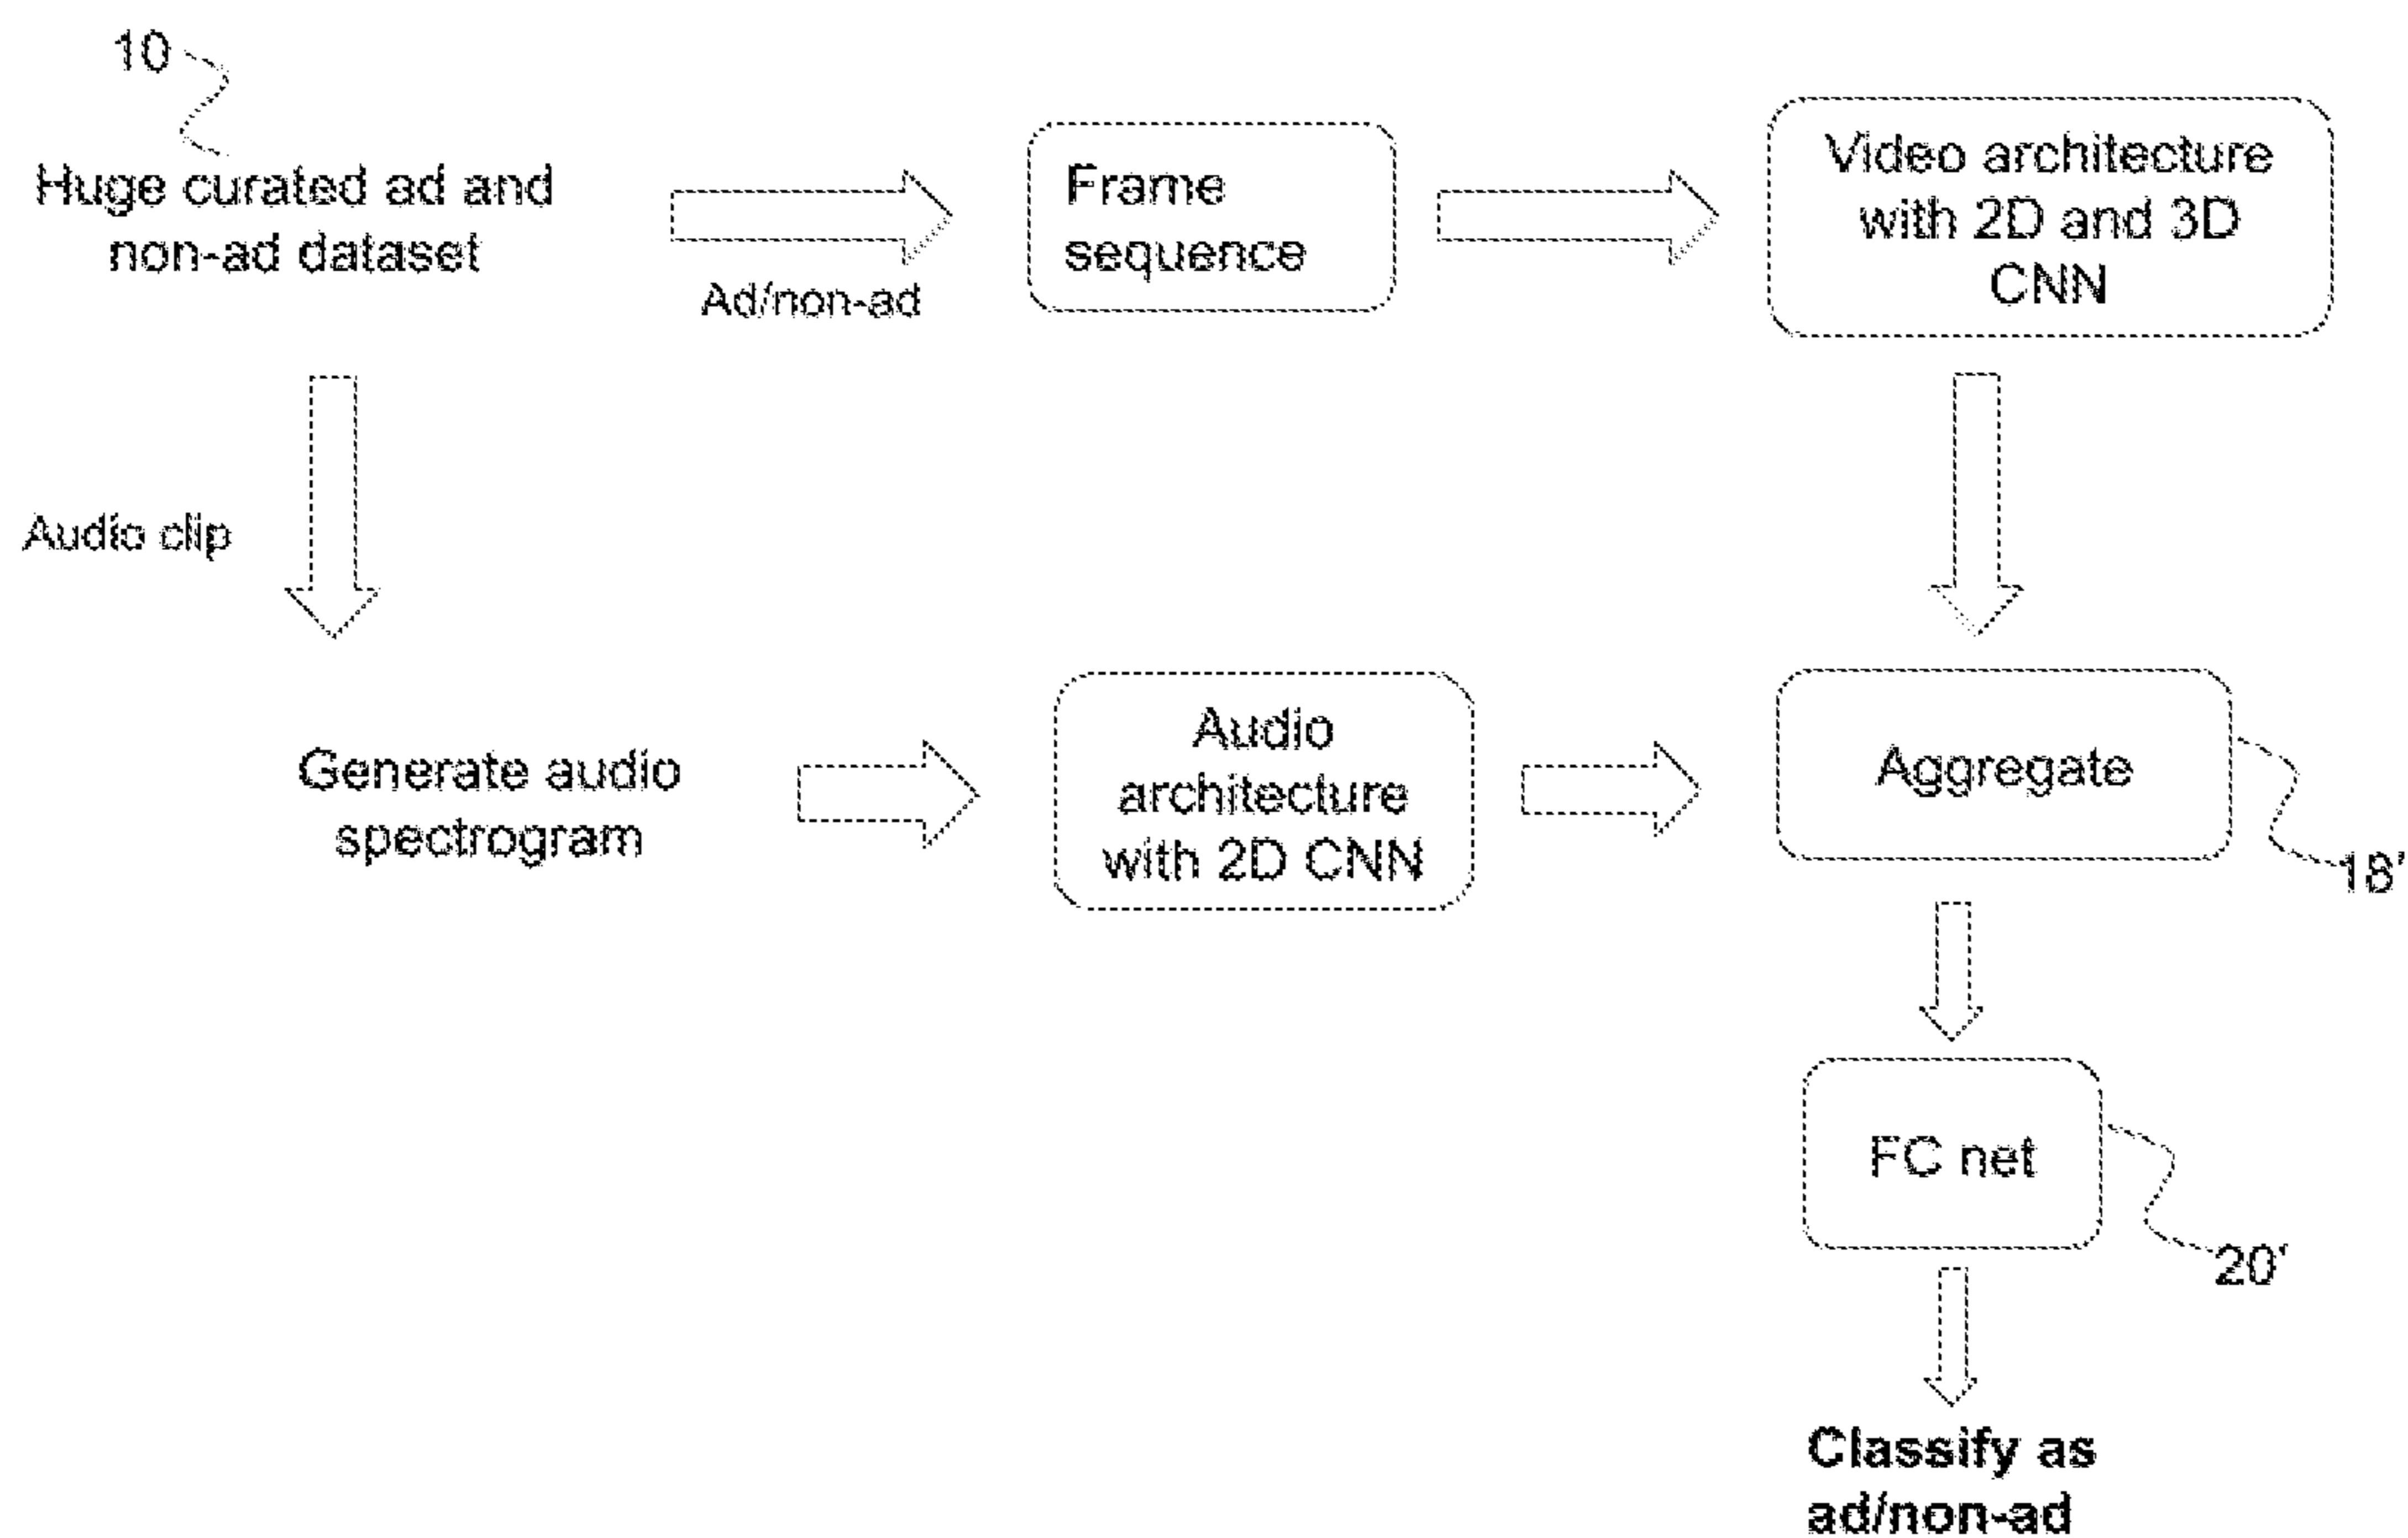 10
Huge curated ad and
non-ad dataset
Ad/non-ad
Frame
sequence
Video architecture
with 2D and 3D
CNN
Audio clip
Generate audio
spectrogram
Audio
architecture
with 2D CNN
Aggregate
18'
FC net
20'
Classify as
ad/non-ad